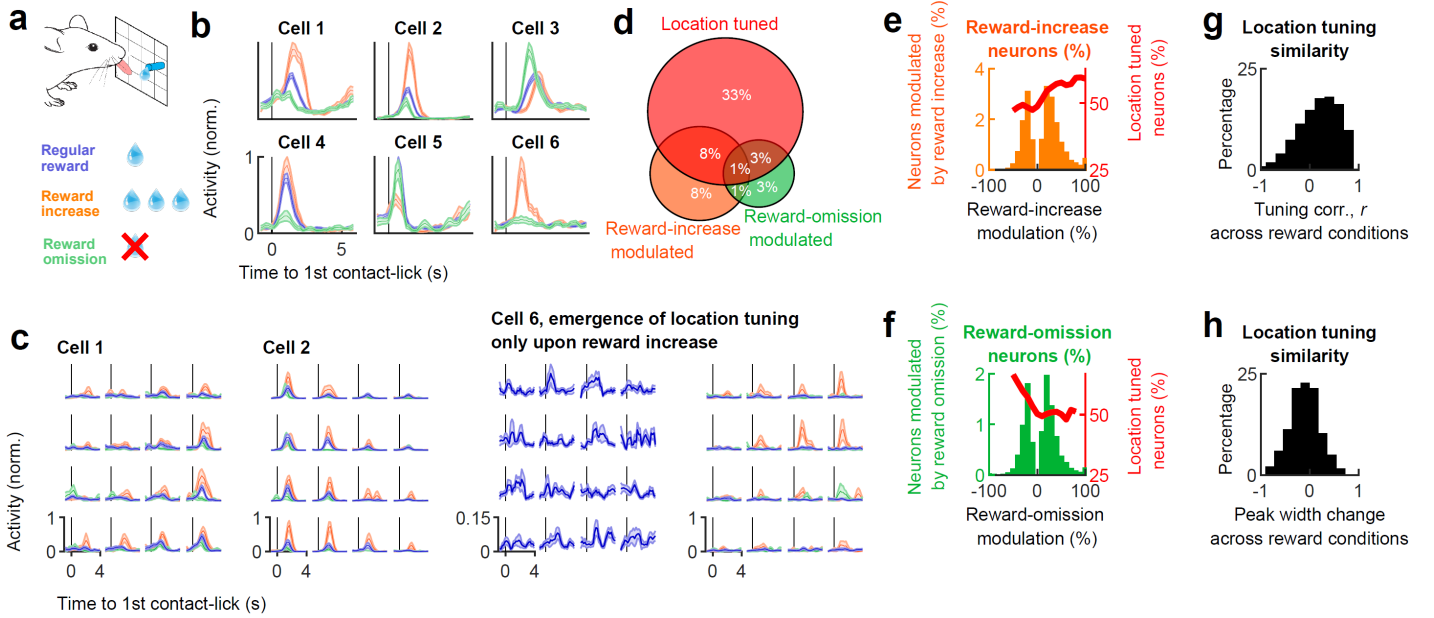 a
Regular
reward
Reward
increase
Reward
omission
b
Cell 1
Cell 2
Cell 3
Cell 4
Cell 5
Cell 6
Activity (norm.)
1
0
0
5
Time to 1st contact-lick (s)
c
Cell 1
Cell 2
Cell 6, emergence of location tuning
only upon reward increase
Activity (norm.)
1
0
0 4
1
0
0 4
0.15
0
0 4
1
0
0 4
Time to 1st contact-lick (s)
d
Location tuned
33%
8%
3%
1%
8%
1%
3%
Reward-increase
modulated
Reward-omission
modulated
e
Reward-increase
neurons (%)
Neurons modulated
by reward increase (%)
4
2
0
-100 0 100
50
25
Location tuned
neurons (%)
Reward-increase
modulation (%)
f
Reward-omission
neurons (%)
Neurons modulated
by reward omission (%)
2
1
0
-100 0 100
50
25
Location tuned
neurons (%)
Reward-omission
modulation (%)
g
Location tuning
similarity
Percentage
25
0
-1 0 1
Tuning corr., r
across reward conditions
h
Location tuning
similarity
Percentage
25
0
-1 0 1
Peak width change
across reward conditions